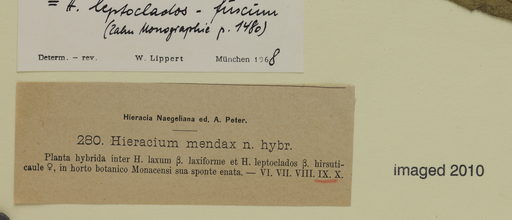 = H. leptoclados - fuscum
(Zahn Monographie p. 1480)
Determ. – rev. W. Lippert München 1968
Hieracia Naegeliana ed. A. Peter.
280. Hieracium mendax n. hybr.
Planta hybrida inter H. laxum β. laxiforme et H. leptoclados β. hirsuti-
caule ♀, in horto botanico Monacensi sua sponte enata. — VI. VII. VIII. IX. X.
imaged 2010